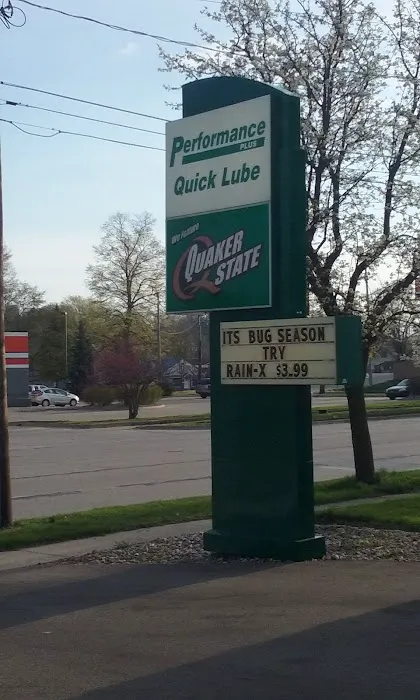 Performance
PLUS
Quick Lube
We Feature
QUAKER
STATE
ITS BUG SEASON
TRY
RAIN-X $3.99